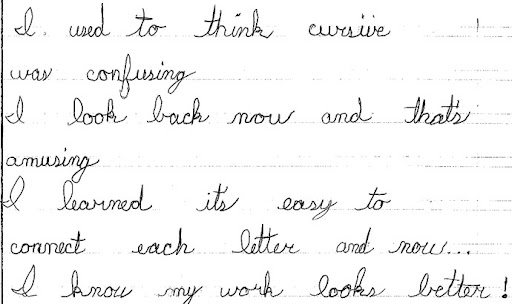 I used to think cursive
was confusing
I look back now and that's
amusing
I learned it's easy to
connect each letter and now...
I know my work looks better!